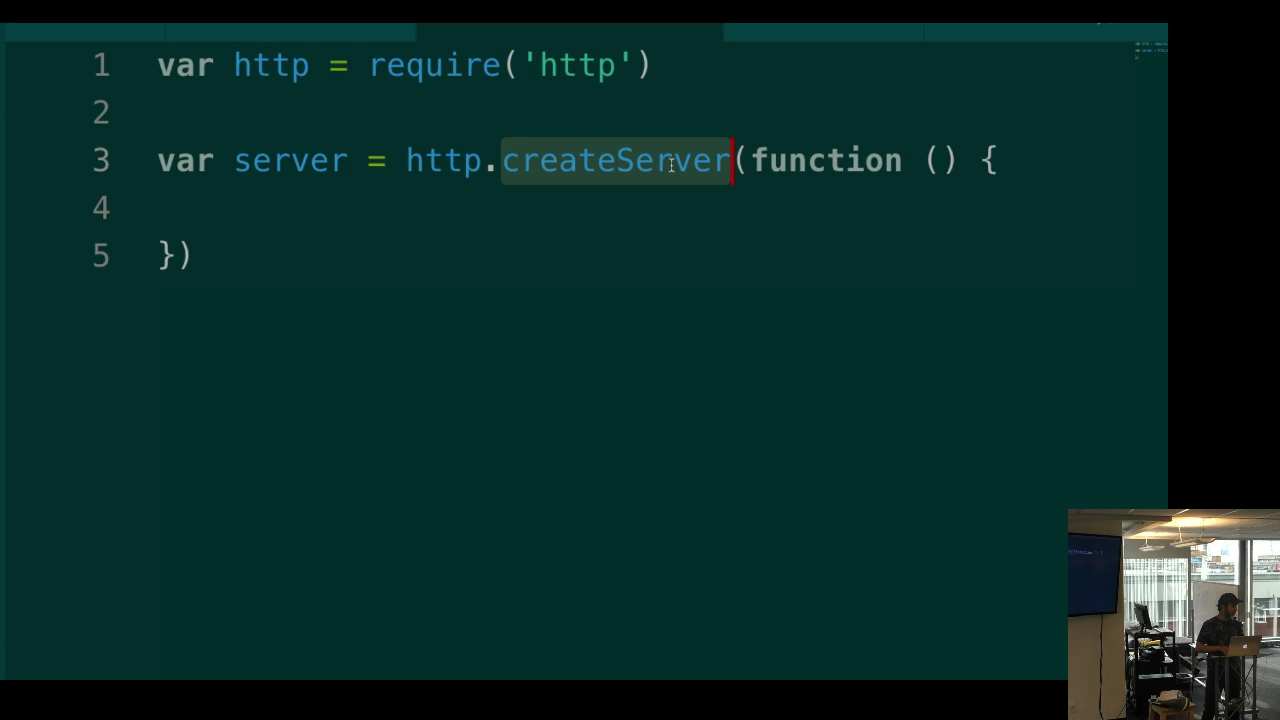 1 var http = require('http')
2
3 var server = http.createServer(function () {
4
5 })